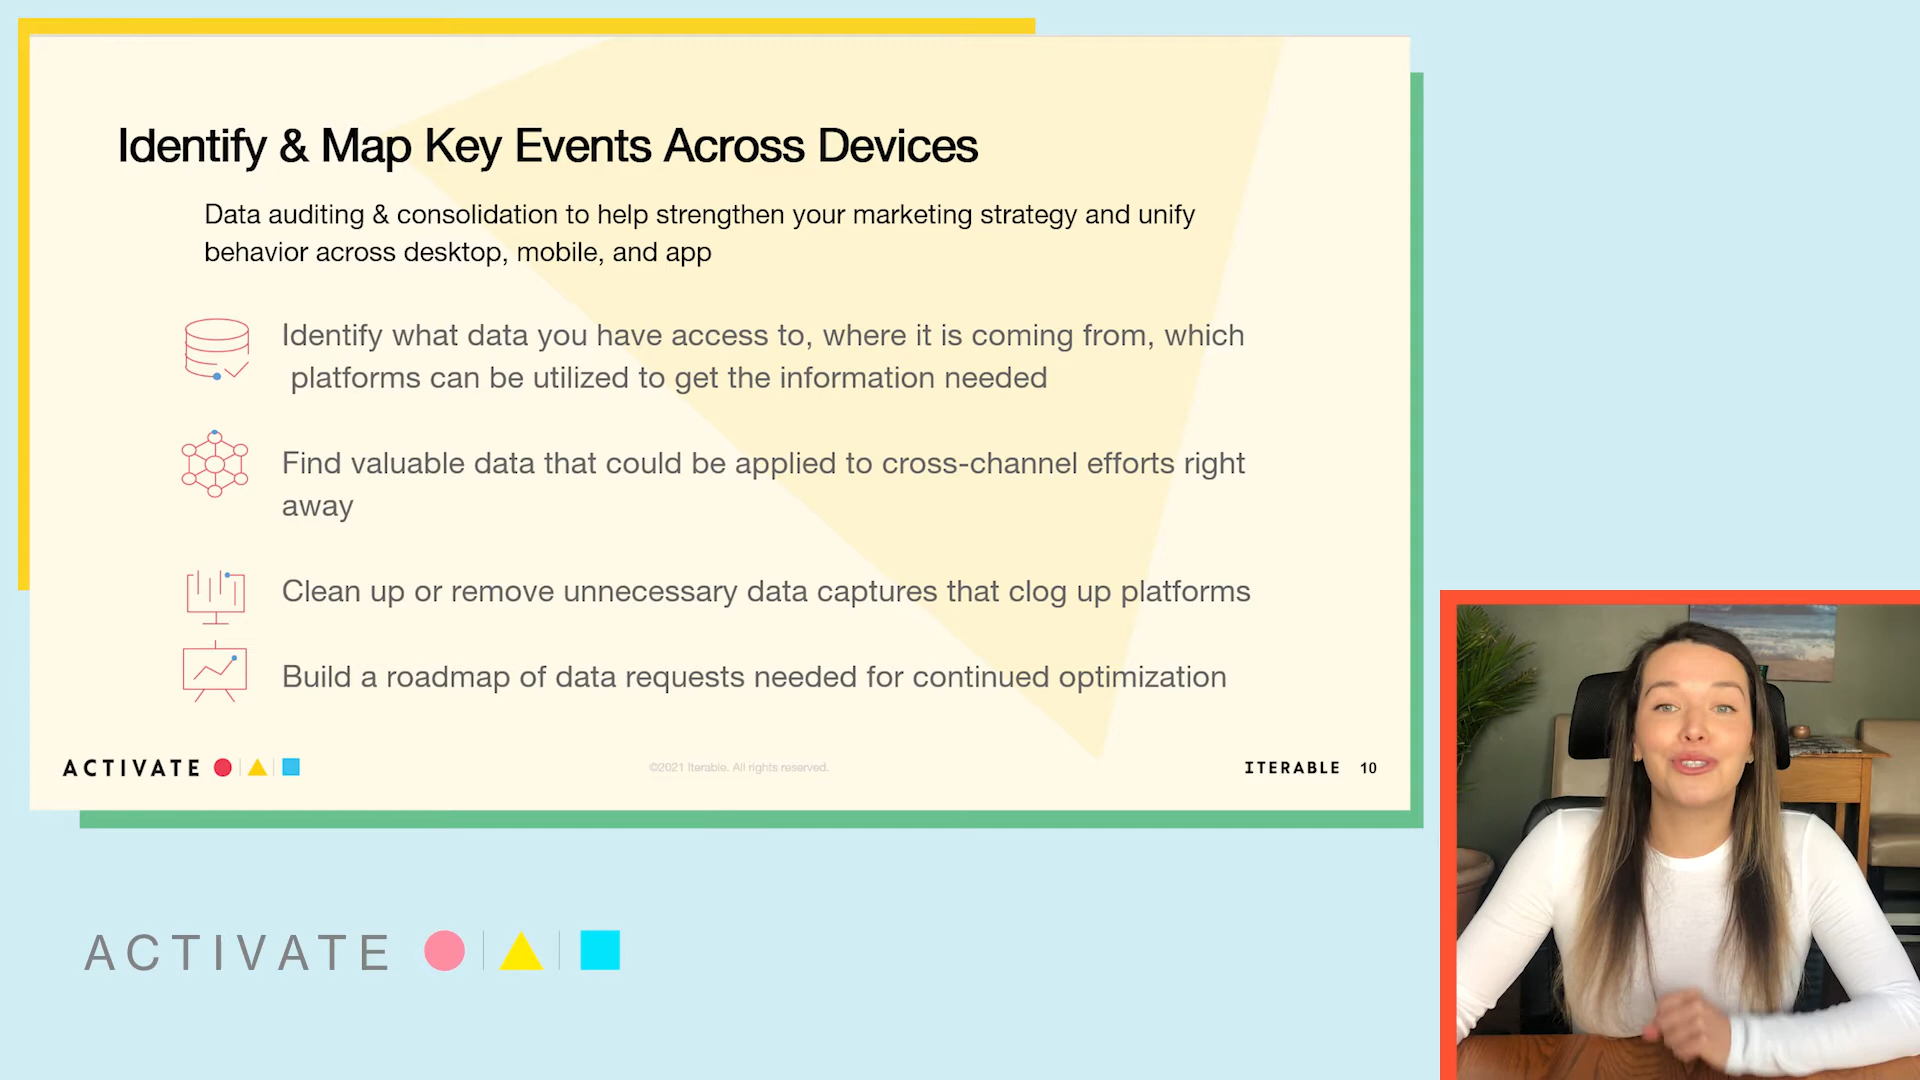 Identify & Map Key Events Across Devices
Data auditing & consolidation to help strengthen your marketing strategy and unify
behavior across desktop, mobile, and app
Identify what data you have access to, where it is coming from, which
platforms can be utilized to get the information needed
Find valuable data that could be applied to cross-channel efforts right
away
Clean up or remove unnecessary data captures that clog up platforms
Build a roadmap of data requests needed for continued optimization
ACTIVATE
©2021 Iterable. All rights reserved.
ITERABLE 10
ACTIVATE